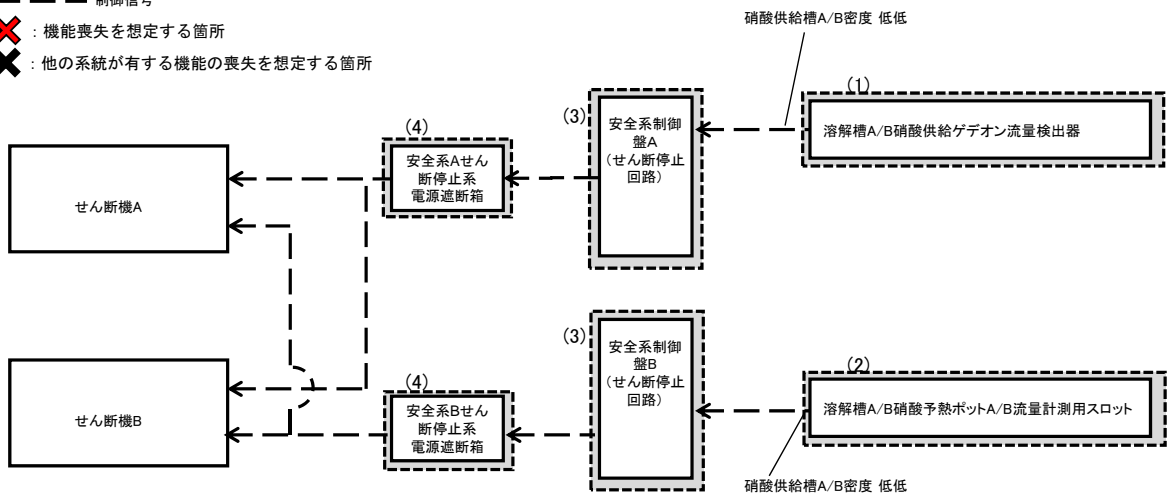 制御信号
：機能喪失を想定する箇所
：他の系統が有する機能の喪失を想定する箇所
硝酸供給槽A/B密度 低低
(1)
溶解槽A/B硝酸供給ゲデオン流量検出器
(3)
安全系制御
盤A
(せん断停止
回路)
(4)
安全系Aせん
断停止系
電源遮断箱
せん断機A
(3)
安全系制御
盤B
(せん断停止
回路)
(2)
溶解槽A/B硝酸予熱ポットA/B流量計測用スロット
(4)
安全系Bせん
断停止系
電源遮断箱
せん断機B
硝酸供給槽A/B密度 低低